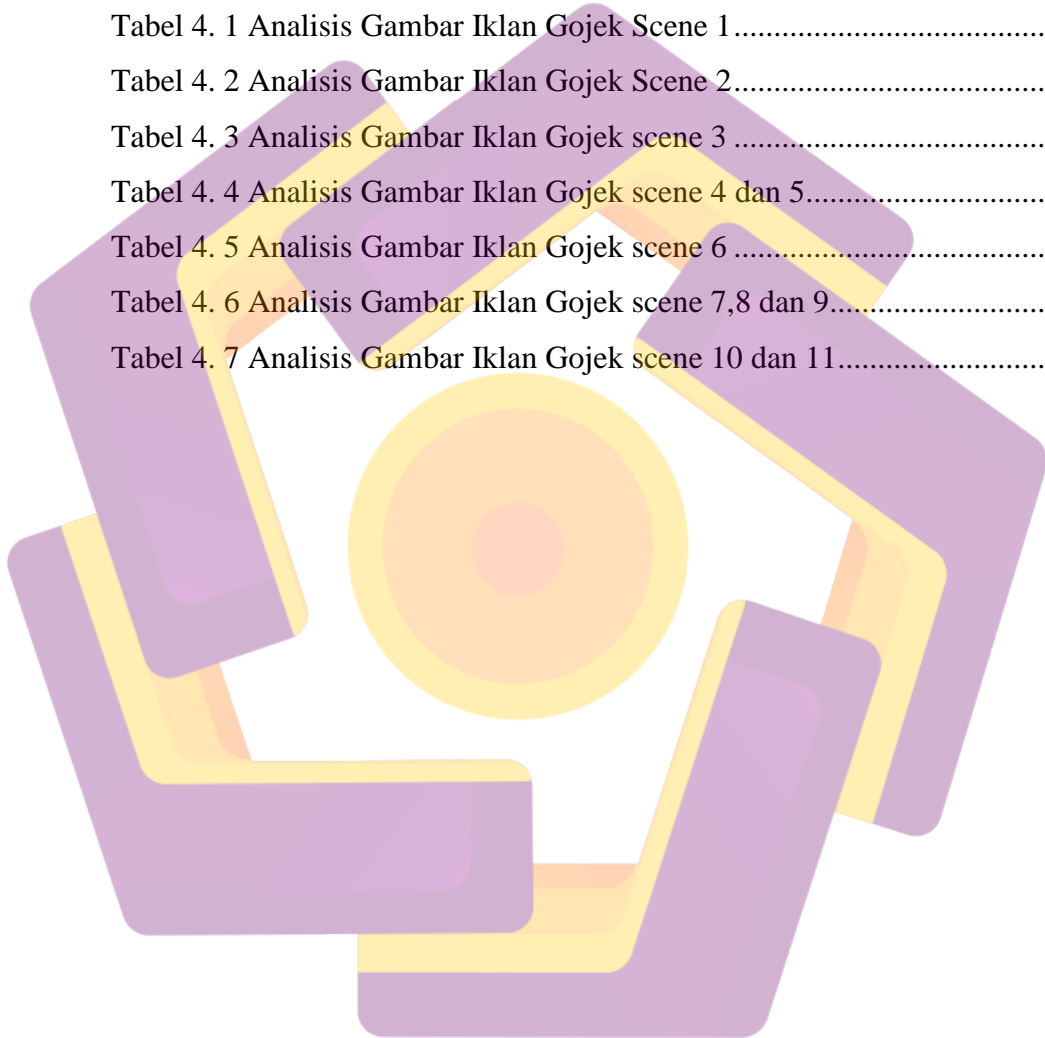 Tabel 4. 1 Analisis Gambar Iklan Gojek Scene 1.......................................
Tabel 4. 2 Analisis Gambar Iklan Gojek Scene 2.......................................
Tabel 4. 3 Analisis Gambar Iklan Gojek scene 3 .......................................
Tabel 4. 4 Analisis Gambar Iklan Gojek scene 4 dan 5..............................
Tabel 4. 5 Analisis Gambar Iklan Gojek scene 6 .......................................
Tabel 4. 6 Analisis Gambar Iklan Gojek scene 7,8 dan 9...........................
Tabel 4. 7 Analisis Gambar Iklan Gojek scene 10 dan 11..........................